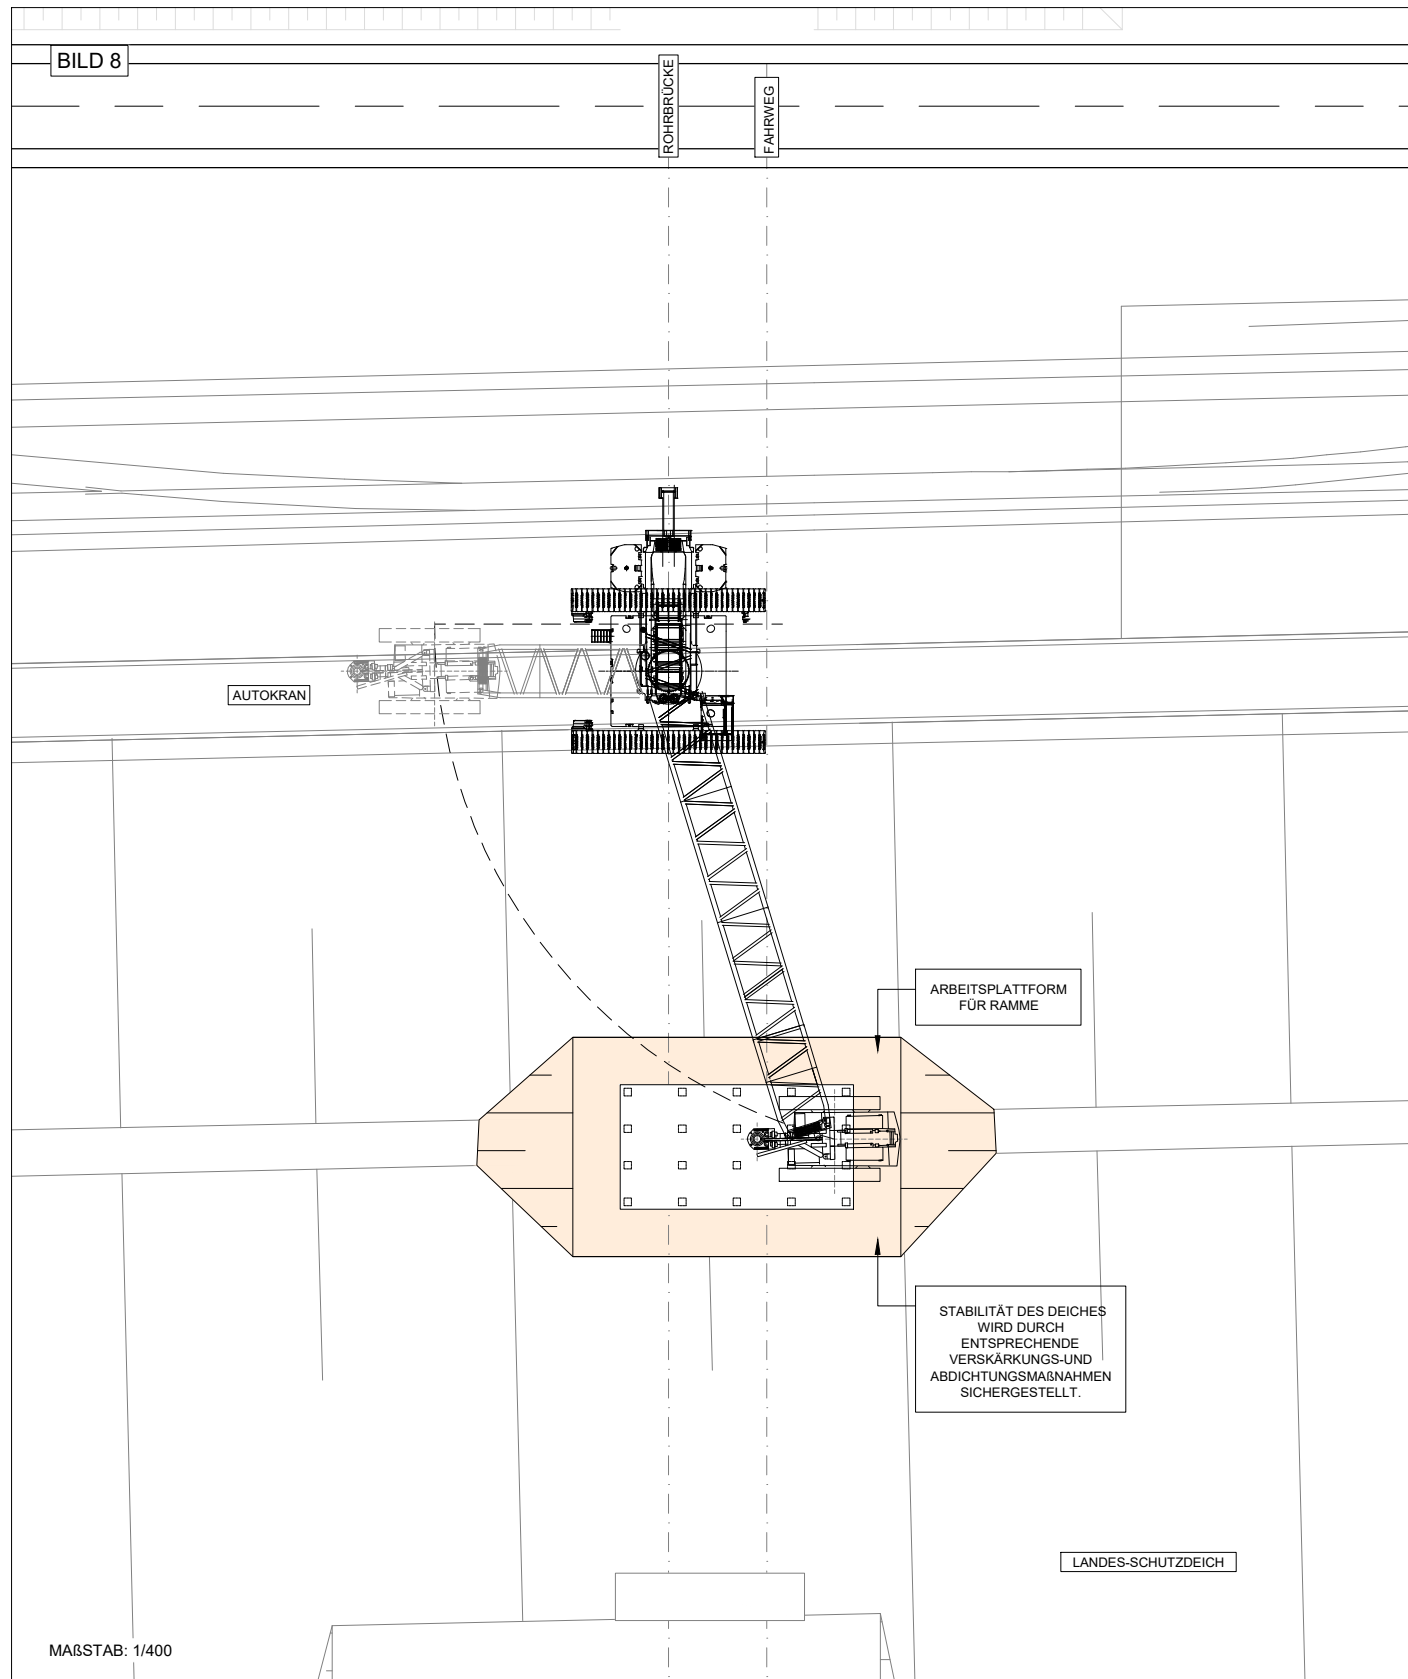 BILD 8
ROHRBRÜCKE
FAHRWEG
AUTOKRAN
ARBEITSPLATTFORM
FÜR RAMME
STABILITÄT DES DEICHES
WIRD DURCH
ENTSPRECHENDE
VERSKÄRKUNGS-UND
ABDICHTUNGSMAßNAHMEN
SICHERGESTELLT.
LANDES-SCHUTZDEICH
MAßSTAB: 1/400